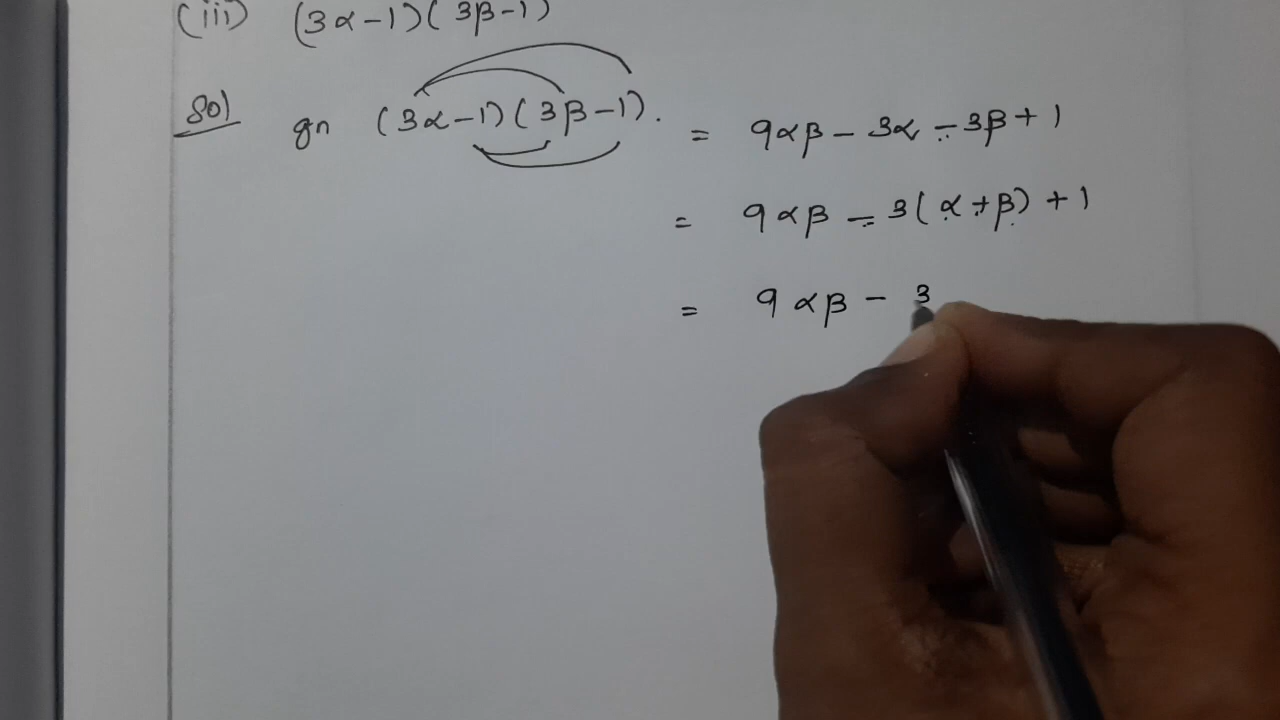 (iii) (3α-1)(3β-1)
Sol gn (3α-1)(3β-1). = 9αβ - 3α - 3β + 1
= 9αβ - 3(α+β) + 1
= 9αβ - 3